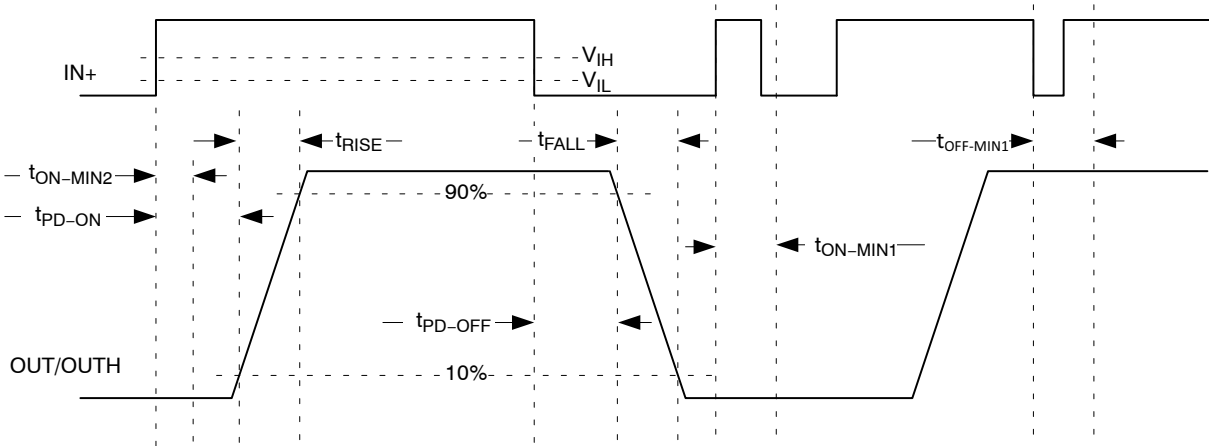 IN+
VIH
VIL
tRISE
tFALL
tOFF-MIN1
tON–MIN2
90%
tPD–ON
tON–MIN1
tPD–OFF
OUT/OUTH
10%